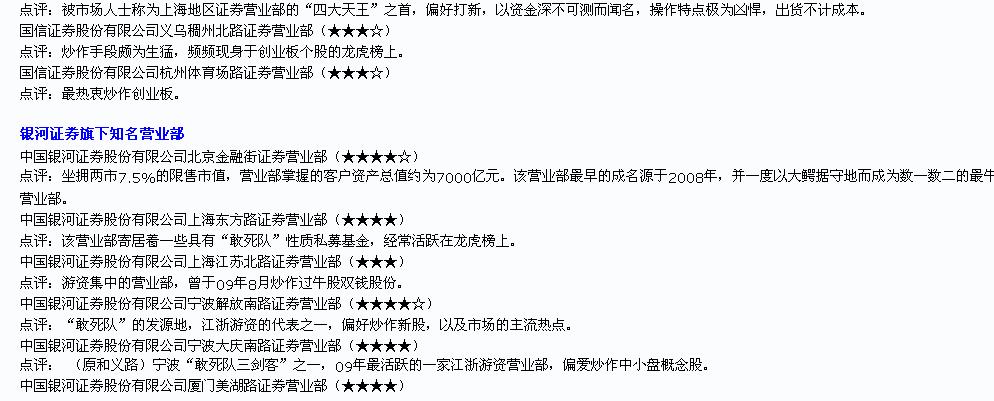 点评：被市场人士称为上海地区证券营业部的“四大天王”之首，偏好打新，以资金深不可测而闻名，操作特点极为凶悍，出货不计成本。
国信证券股份有限公司义乌稠州北路证券营业部（★★★☆）
点评：炒作手段颇为生猛，频频现身于创业板个股的龙虎榜上。
国信证券股份有限公司杭州体育场路证券营业部（★★★☆）
点评：最热衷炒作创业板。
银河证券旗下知名营业部
中国银河证券股份有限公司北京金融街证券营业部（★★★★☆）
点评：坐拥两市7.5%的限售市值，营业部掌握的客户资产总值约为7000亿元。该营业部最早的成名源于2008年，并一度以大鳄据守地而成为数一数二的最牛
营业部。
中国银河证券股份有限公司上海东方路证券营业部（★★★★）
点评：该营业部寄居着一些具有“敢死队”性质私募基金，经常活跃在龙虎榜上。
中国银河证券股份有限公司上海江苏北路证券营业部（★★★）
点评：游资集中的营业部，曾于09年8月炒作过牛股双钱股份。
中国银河证券股份有限公司宁波解放南路证券营业部（★★★★☆）
点评：“敢死队”的发源地，江浙游资的代表之一，偏好炒作新股，以及市场的主流热点。
中国银河证券股份有限公司宁波大庆南路证券营业部（★★★★）
点评： （原和义路）宁波“敢死队三剑客”之一，09年最活跃的一家江浙游资营业部，偏爱炒作中小盘概念股。
中国银河证券股份有限公司厦门美湖路证券营业部（★★★★）